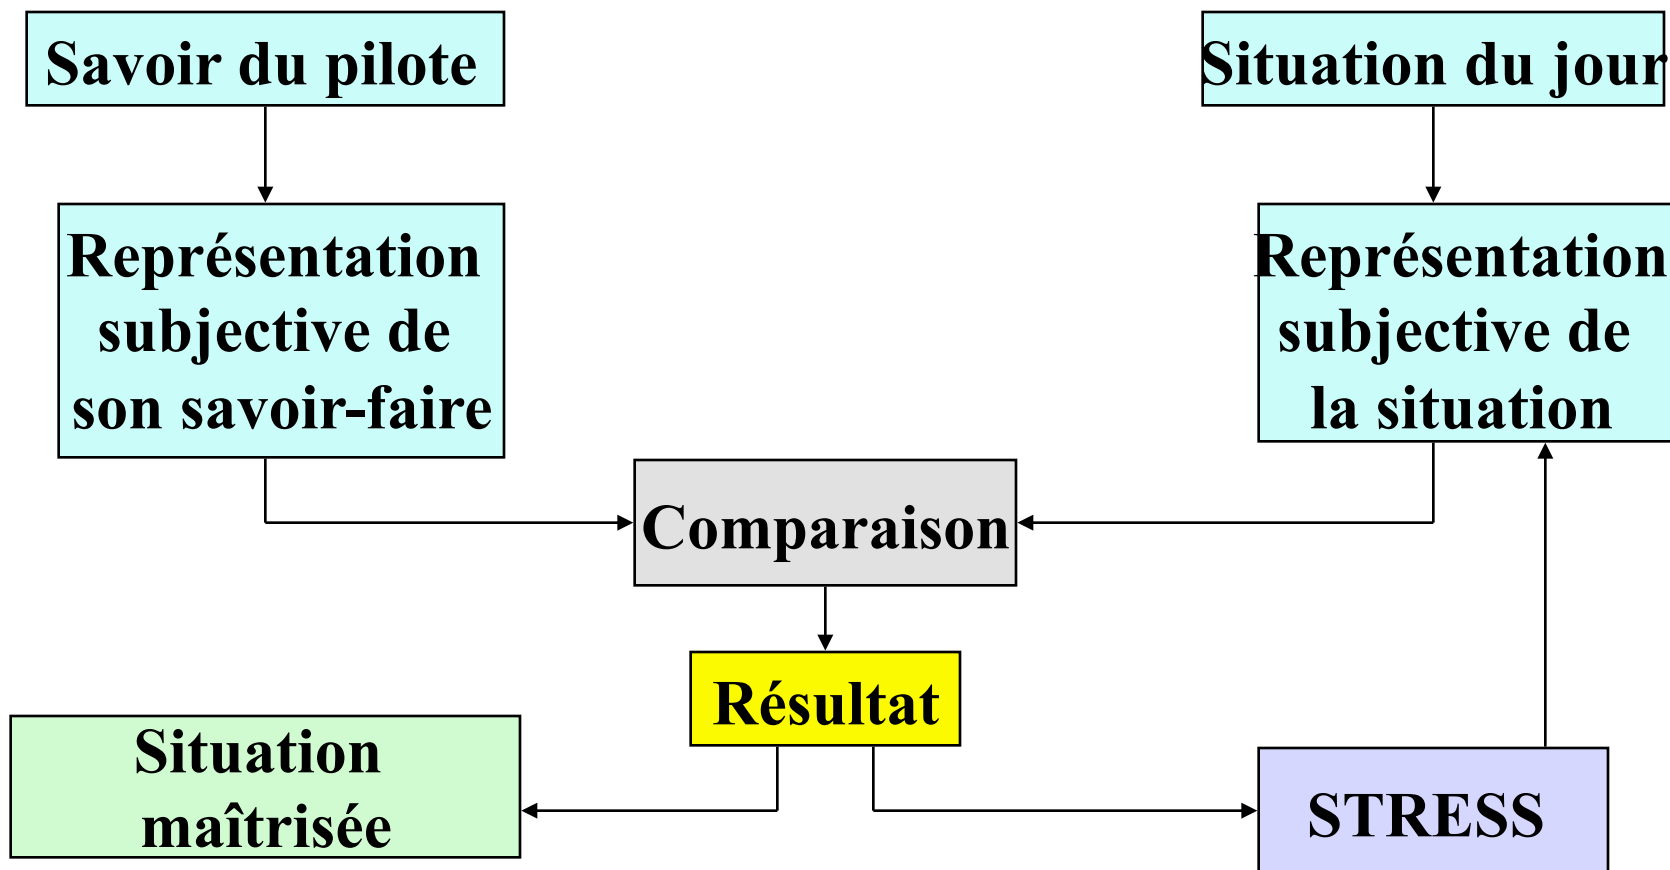 Savoir du pilote
Situation du jour
Représentation
subjective de
son savoir-faire
Représentation
subjective de
la situation
Comparaison
Résultat
Situation
maîtrisée
STRESS